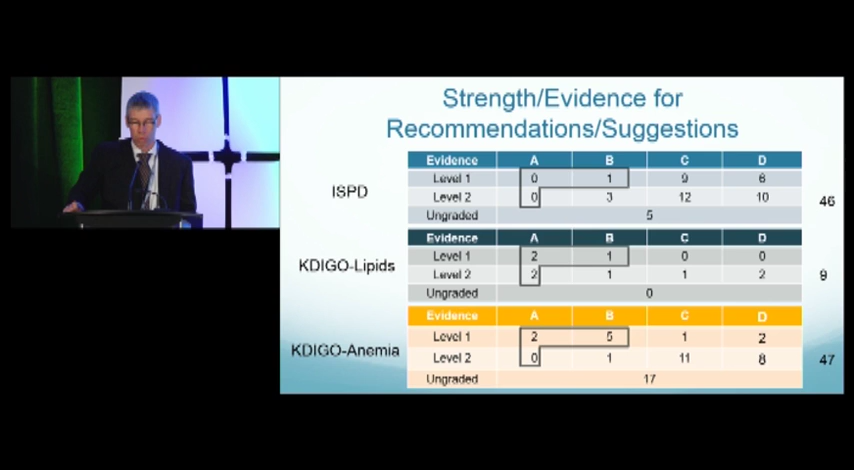 Strength/Evidence for
Recommendations/Suggestions
ISPD
Evidence A B C D
Level 1 0 1 9 6
Level 2 0 3 12 10
Ungraded 5
46
KDIGO-Lipids
Evidence A B C D
Level 1 2 1 0 0
Level 2 2 1 1 2
Ungraded 0
9
KDIGO-Anemia
Evidence A B C D
Level 1 2 5 1 2
Level 2 0 1 11 8
Ungraded 17
47